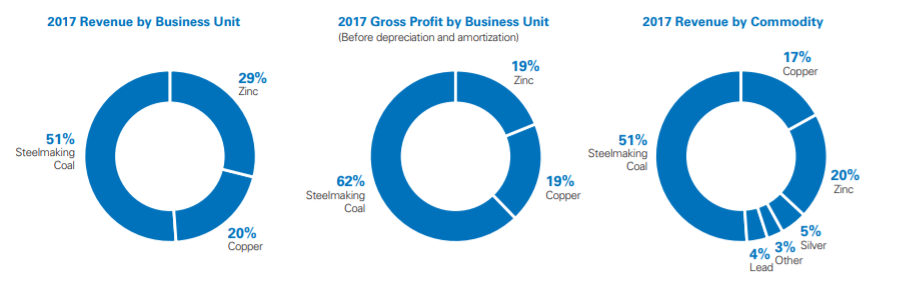 2017 Revenue by Business Unit
29%
Zinc
51%
Steelmaking
Coal
20%
Copper
2017 Gross Profit by Business Unit
(Before depreciation and amortization)
19%
Zinc
62%
Steelmaking
Coal
19%
Copper
2017 Revenue by Commodity
17%
Copper
51%
Steelmaking
Coal
20%
Zinc
5%
Silver
3%
Other
4%
Lead